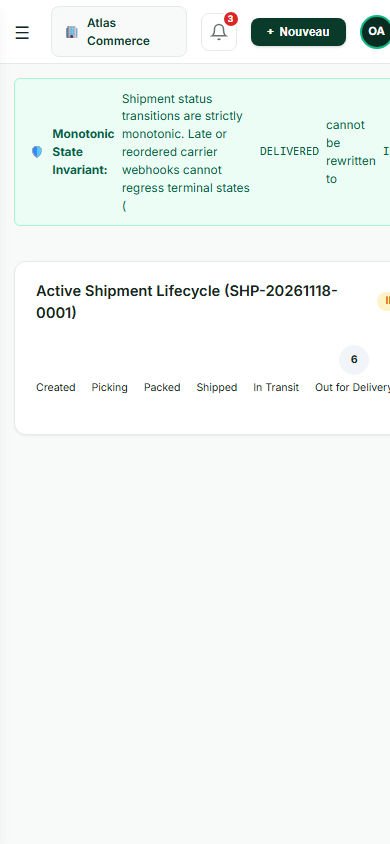 ☰
Atlas
Commerce
3
+ Nouveau
OA
Monotonic
State
Invariant:
Shipment status
transitions are strictly
monotonic. Late or
reordered carrier
webhooks cannot
regress terminal states
(
DELIVERED
cannot
be
rewritten
to
Active Shipment Lifecycle (SHP-20261118-
0001)
6
Created Picking Packed Shipped In Transit Out for Delivery